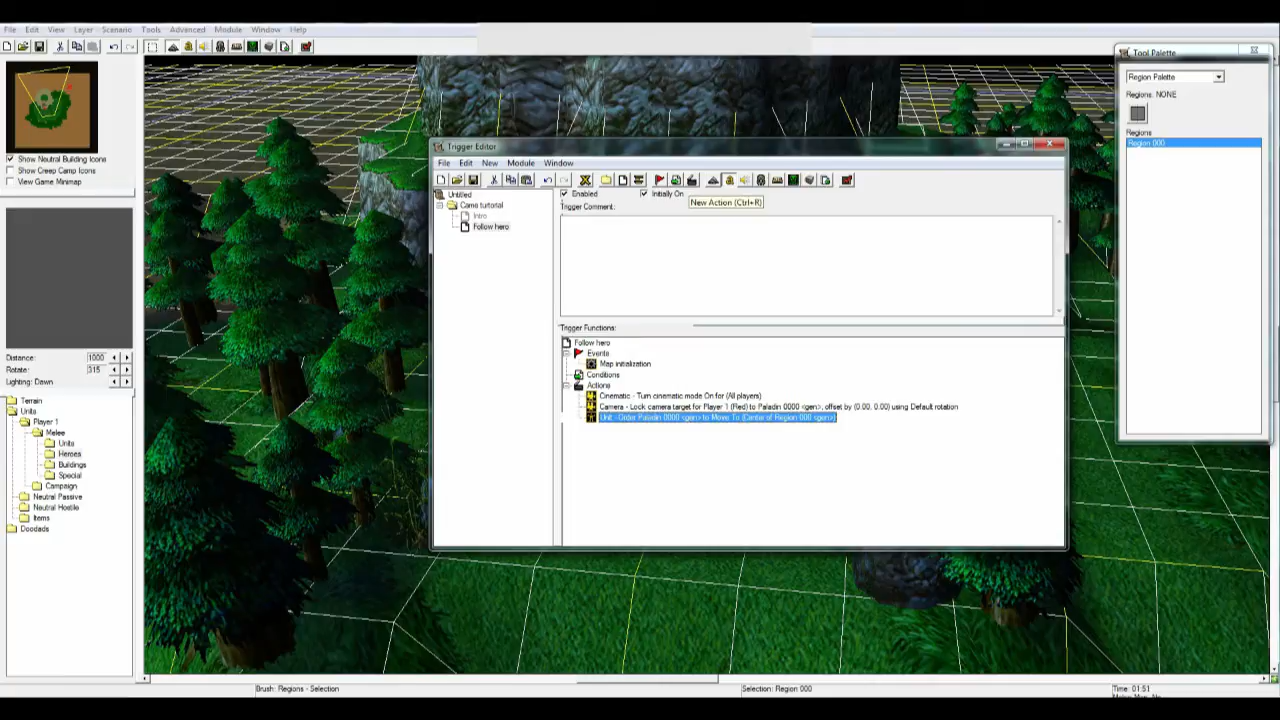 File Edit View Layer Scenario Tools Advanced Module Window Help
Tool Palette
Region Palette
Regions: NONE
Regions
Region 000
Show Neutral Building Icons
Show Creep Camp Icons
View Game Minimap
Trigger Editor
File Edit New Module Window
Untitled
Came turtorial
Intro
Follow hero
Enabled
Initially On
New Action (Ctrl+R)
Trigger Comment:
Trigger Functions:
Follow hero
Events
Map initialization
Conditions
Actions
Cinematic - Turn cinematic mode On for (All players)
Camera - Lock camera target for Player 1 (Red) to Paladin 0000 <gen>, offset by (0.00, 0.00) using Default rotation
Unit - Order Paladin 0000 <gen> to Move To (Center of Region 000 <gen>)
Distance: 1000
Rotate: 315
Lighting: Dawn
Terrain
Units
Player 1
Melee
Units
Heroes
Buildings
Special
Campaign
Neutral Passive
Neutral Hostile
Items
Doodads
Brush: Regions - Selection
Selection: Region 000
Time: 01:51